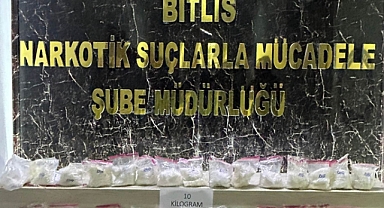 BİTLİS
NARKOTİK SUÇLARLA MÜCADELE
ŞUBE MÜDÜRLÜĞÜ
10
KİLOGRAM